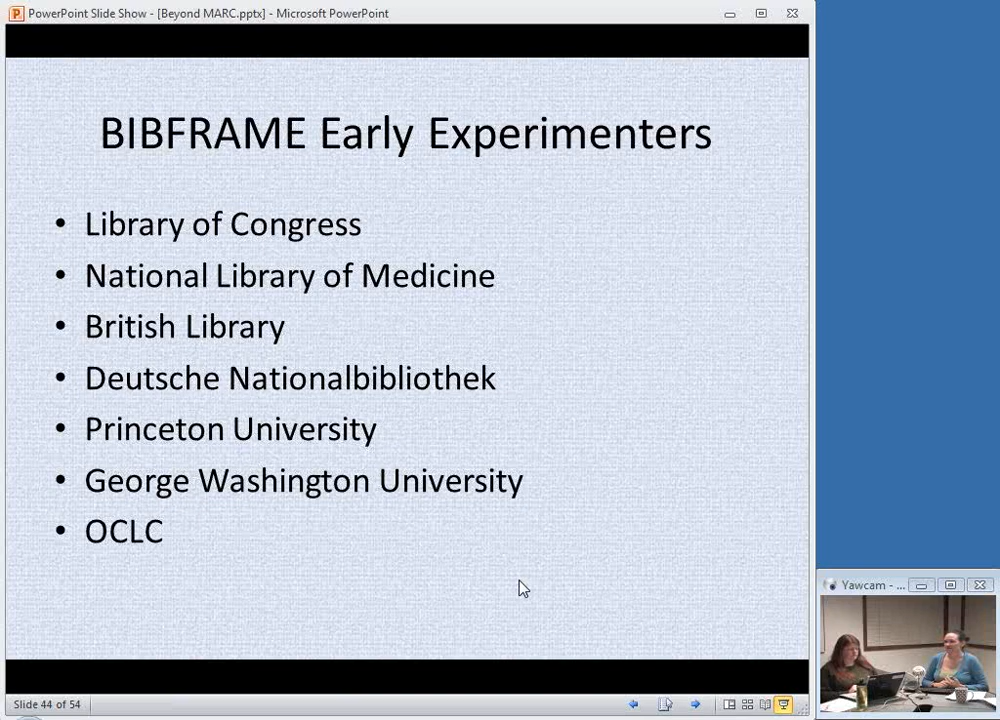 PowerPoint Slide Show - [Beyond MARC.pptx] - Microsoft PowerPoint
BIBFRAME Early Experimenters
• Library of Congress
• National Library of Medicine
• British Library
• Deutsche Nationalbibliothek
• Princeton University
• George Washington University
• OCLC
Yawcam - ...
Slide 44 of 54